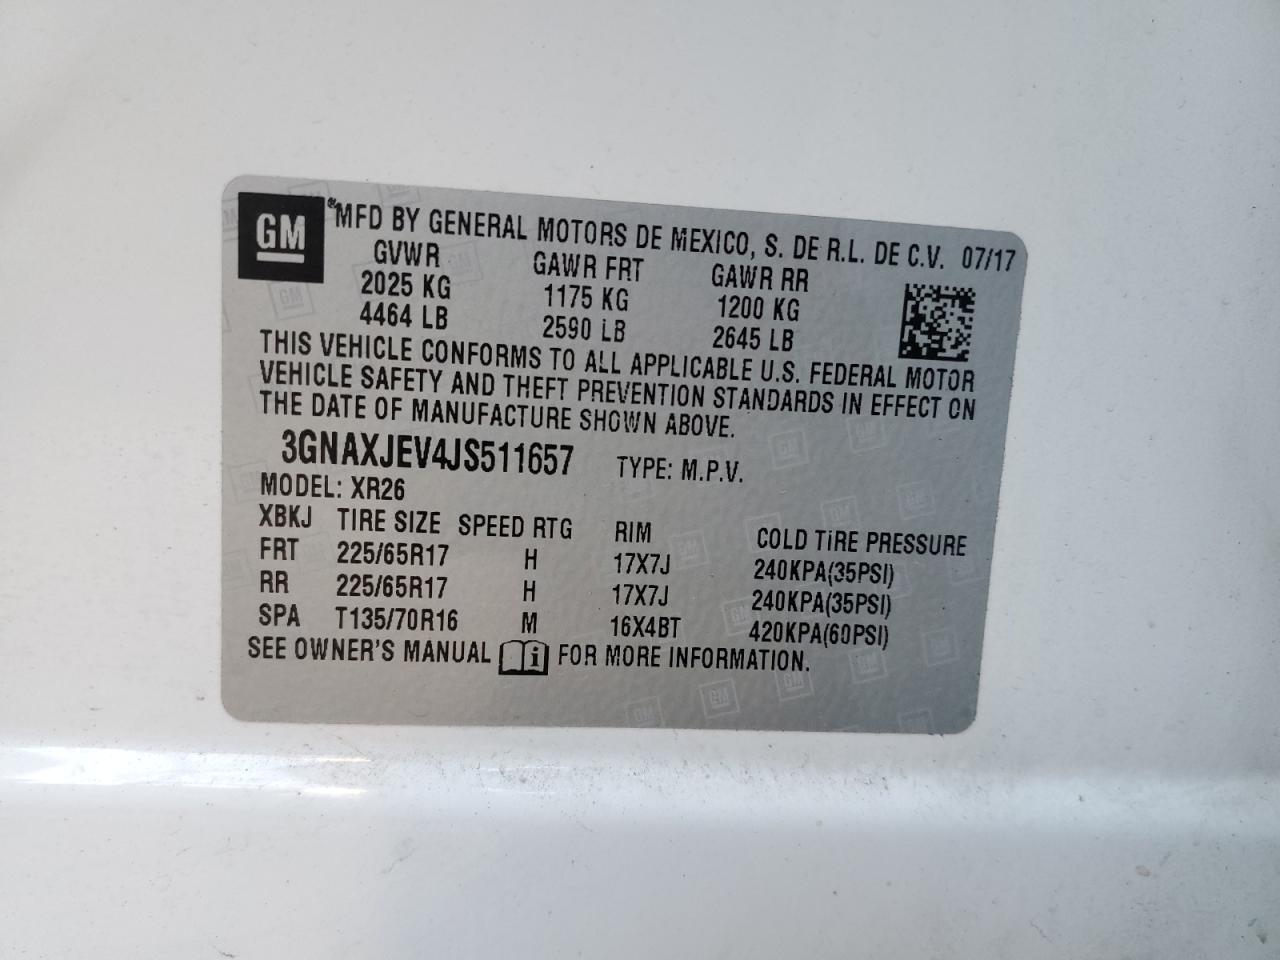 GM ® MFD BY GENERAL MOTORS DE MEXICO, S. DE R.L. DE C.V. 07/17
GVWR GAWR FRT GAWR RR
2025 KG 1175 KG 1200 KG
4464 LB 2590 LB 2645 LB
THIS VEHICLE CONFORMS TO ALL APPLICABLE U.S. FEDERAL MOTOR
VEHICLE SAFETY AND THEFT PREVENTION STANDARDS IN EFFECT ON
THE DATE OF MANUFACTURE SHOWN ABOVE.
3GNAXJEV4JS511657 TYPE: M.P.V.
MODEL: XR26
XBKJ TIRE SIZE SPEED RTG RIM COLD TIRE PRESSURE
FRT 225/65R17 H 17X7J 240KPA(35PSI)
RR 225/65R17 H 17X7J 240KPA(35PSI)
SPA T135/70R16 M 16X4BT 420KPA(60PSI)
SEE OWNER'S MANUAL i FOR MORE INFORMATION.